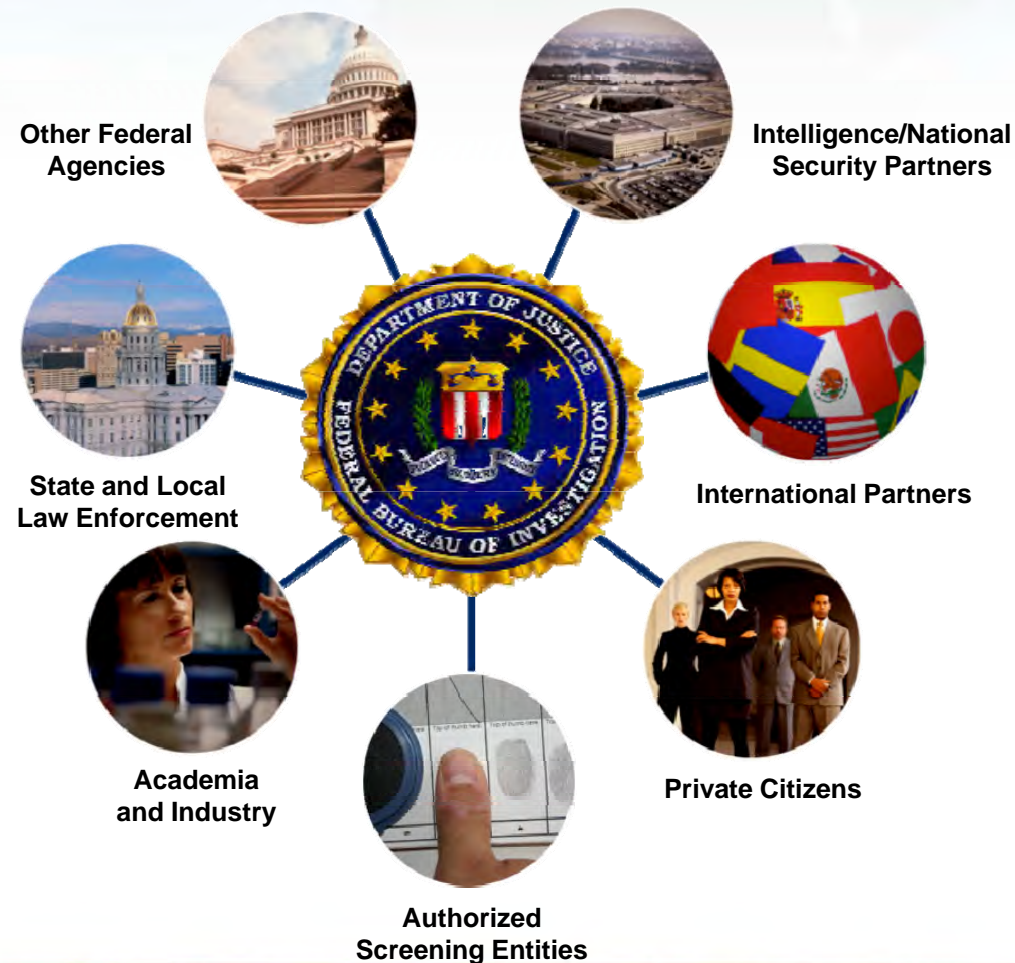 Other Federal
Agencies
Intelligence/National
Security Partners
DEPARTMENT OF JUSTICE
FEDERAL BUREAU OF INVESTIGATION
State and Local
Law Enforcement
International Partners
Academia
and Industry
Private Citizens
Authorized
Screening Entities